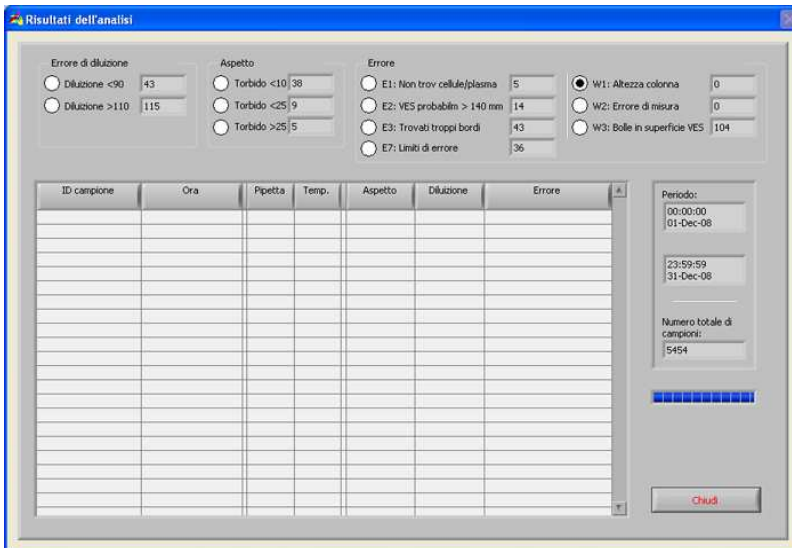 Risultati dell'analisi
Errore di diluizione
Diluizione <90 43
Diluizione >110 115
Aspetto
Torbido <10 38
Torbido <25 9
Torbido >25 5
Errore
E1: Non trov cellule/plasma 5
E2: VES probabilm > 140 mm 14
E3: Trovati troppi bordi 43
E7: Limiti di errore 36
W1: Altezza colonna 0
W2: Errore di misura 0
W3: Bolle in superficie VES 104
ID campione Ora Pipetta Temp. Aspetto Diluizione Errore
Periodo:
00:00:00
01-Dec-08
23:59:59
31-Dec-08
Numero totale di
campioni:
5454
Chiudi